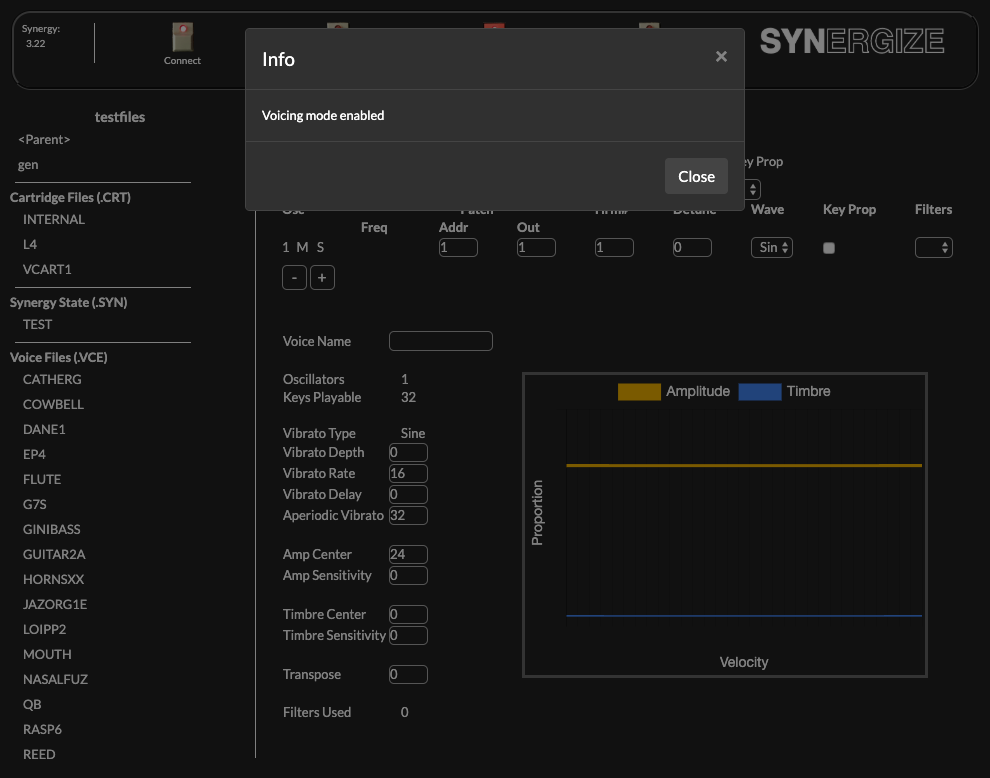 Synergy:
3.22
Connect
SYNERGIZE
Info ×
Voicing mode enabled
Close
testfiles
<Parent>
gen
Cartridge Files (.CRT)
INTERNAL
L4
VCART1
Synergy State (.SYN)
TEST
Voice Files (.VCE)
CATHERG
COWBELL
DANE1
EP4
FLUTE
G7S
GINIBASS
GUITAR2A
HORNSXX
JAZORG1E
LOIPP2
MOUTH
NASALFUZ
QB
RASP6
REED
ey Prop
Osc Patch Hrm# Detune Wave Key Prop Filters
Freq Addr Out
1 M S 1 1 1 0 Sin
- +
Voice Name
Oscillators 1
Keys Playable 32
Vibrato Type Sine
Vibrato Depth 0
Vibrato Rate 16
Vibrato Delay 0
Aperiodic Vibrato 32
Amp Center 24
Amp Sensitivity 0
Timbre Center 0
Timbre Sensitivity 0
Transpose 0
Filters Used 0
Amplitude Timbre
Proportion
Velocity